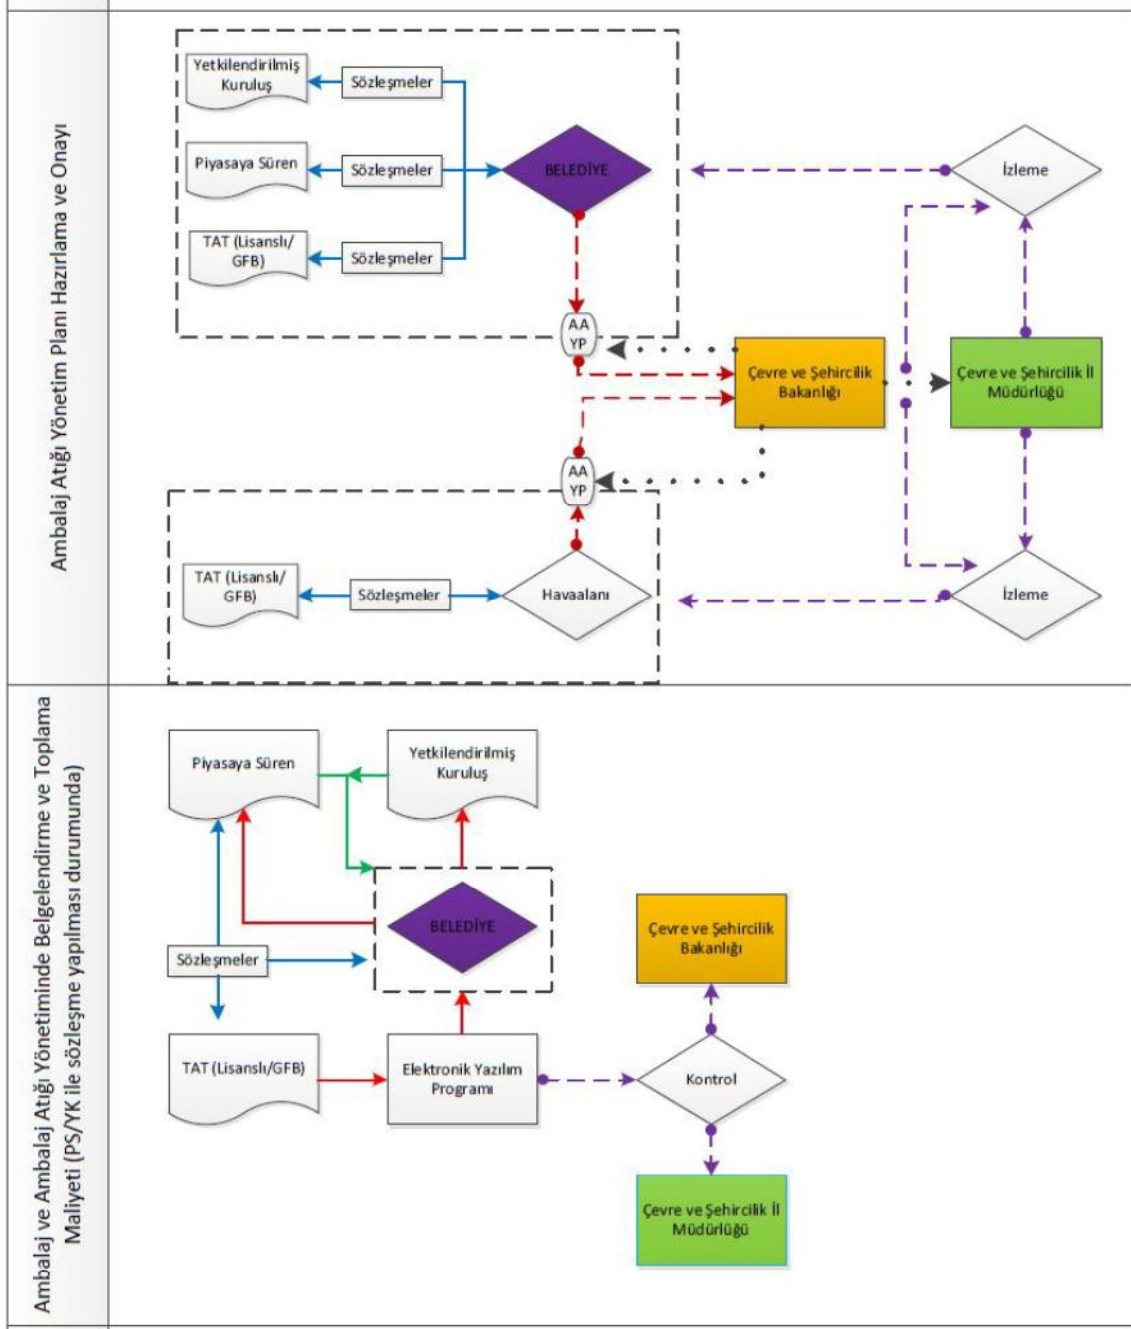 Ambalaj Atığı Yönetim Planı Hazırlama ve Onayı
Yetkilendirilmiş
Kuruluş
Sözleşmeler
Piyasaya Süren
Sözleşmeler
BELEDİYE
İzleme
TAT (Lisanslı/
GFB)
Sözleşmeler
AA
YP
Çevre ve Şehircilik
Bakanlığı
Çevre ve Şehircilik İl
Müdürlüğü
AA
YP
TAT (Lisanslı/
GFB)
Sözleşmeler
Havaalanı
İzleme
Ambalaj ve Ambalaj Atığı Yönetiminde Belgelendirme ve Toplama
Maliyeti (PS/YK ile sözleşme yapılması durumunda)
Piyasaya Süren
Yetkilendirilmiş
Kuruluş
BELEDİYE
Sözleşmeler
Çevre ve Şehircilik
Bakanlığı
TAT (Lisanslı/GFB)
Elektronik Yazılım
Programı
Kontrol
Çevre ve Şehircilik İl
Müdürlüğü